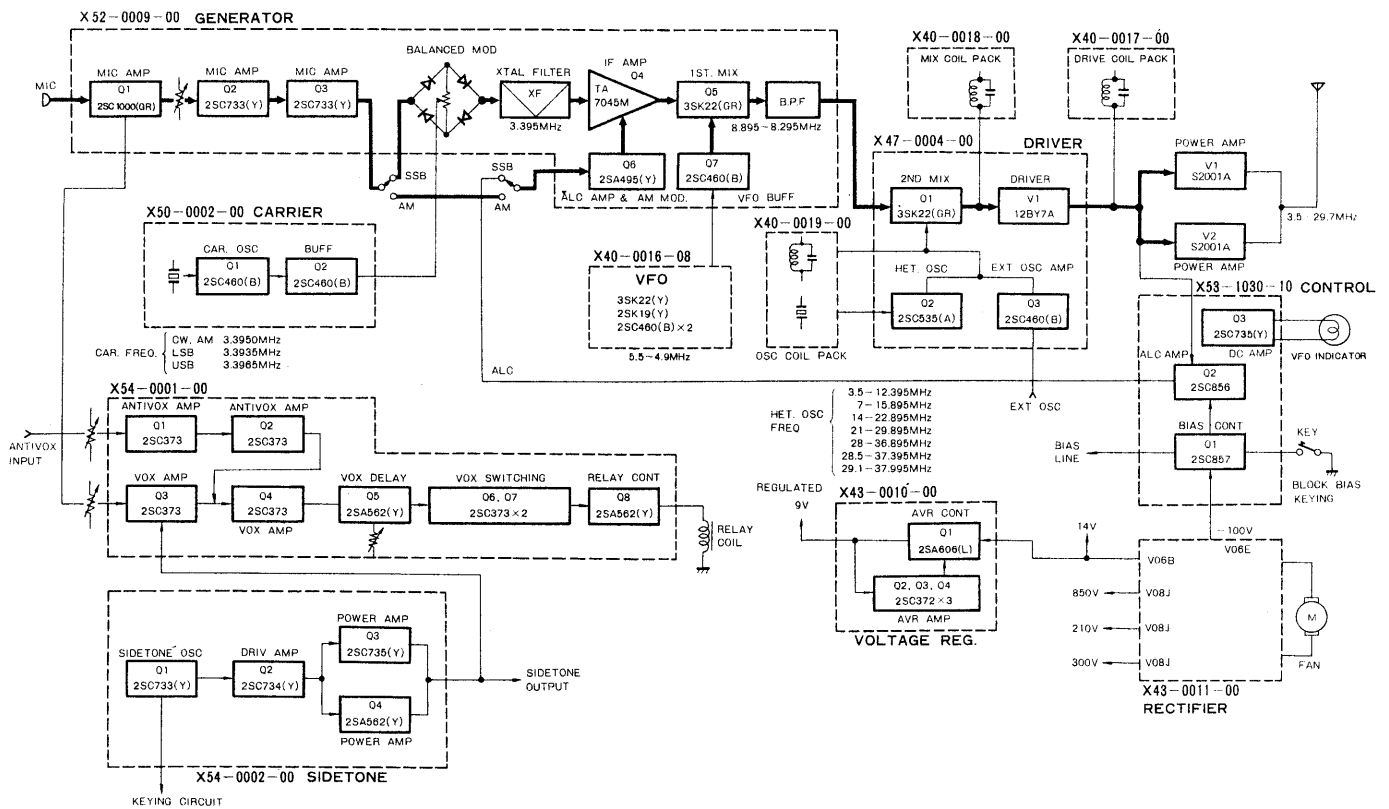 X52-0009-00 GENERATOR
MIC
MIC AMP
Q1
2SC1000(GR)
MIC AMP
Q2
2SC733(Y)
MIC AMP
Q3
2SC733(Y)
BALANCED MOD
XTAL FILTER
XF
3.395MHz
IF AMP
Q4
TA
7045M
1ST. MIX
Q5
3SK22(GR)
8.895~8.295MHz
B.P.F
SSB
AM
SSB
AM
Q6
2SA495(Y)
ALC AMP & AM MOD.
Q7
2SC460(B)
VFO BUFF
X40-0018-00
MIX COIL PACK
X40-0017-00
DRIVE COIL PACK
X47-0004-00
DRIVER
2ND MIX
Q1
3SK22(GR)
DRIVER
V1
12BY7A
HET. OSC
Q2
2SC535(A)
EXT OSC AMP
Q3
2SC460(B)
EXT OSC
POWER AMP
V1
S2001A
V2
S2001A
POWER AMP
3.5-29.7MHz
X50-0002-00 CARRIER
CAR. OSC
Q1
2SC460(B)
BUFF
Q2
2SC460(B)
CAR. FREQ.
CW, AM 3.3950MHz
LSB 3.3935MHz
USB 3.3965MHz
X40-0016-08
VFO
3SK22(Y)
2SK19(Y)
2SC460(B)×2
5.5-4.9MHz
X40-0019-00
OSC COIL PACK
X53-1030-10 CONTROL
Q3
2SC735(Y)
DC AMP
VFO INDICATOR
ALC AMP
Q2
2SC856
BIAS CONT
Q1
2SC857
BIAS
LINE
KEY
BLOCK BIAS
KEYING
ALC
HET. OSC
FREQ
3.5-12.395MHz
7-15.895MHz
14-22.895MHz
21-29.895MHz
28-36.895MHz
28.5-37.395MHz
29.1-37.995MHz
X54-0001-00
ANTIVOX
INPUT
ANTIVOX AMP
Q1
2SC373
ANTIVOX AMP
Q2
2SC373
VOX AMP
Q3
2SC373
Q4
2SC373
VOX AMP
VOX DELAY
Q5
2SA562(Y)
VOX SWITCHING
Q6, Q7
2SC373×2
RELAY CONT
Q8
2SA562(Y)
RELAY
COIL
REGULATED
9V
X43-0010-00
AVR CONT
Q1
2SA606(L)
Q2, Q3, Q4
2SC372×3
AVR AMP
VOLTAGE REG.
14V
-100V
V06E
V06B
850V
V08J
210V
V08J
300V
V08J
M
FAN
X43-0011-00
RECTIFIER
SIDETONE OSC
Q1
2SC733(Y)
DRIV AMP
Q2
2SC734(Y)
POWER AMP
Q3
2SC735(Y)
Q4
2SA562(Y)
POWER AMP
SIDETONE
OUTPUT
X54-0002-00 SIDETONE
KEYING CIRCUIT